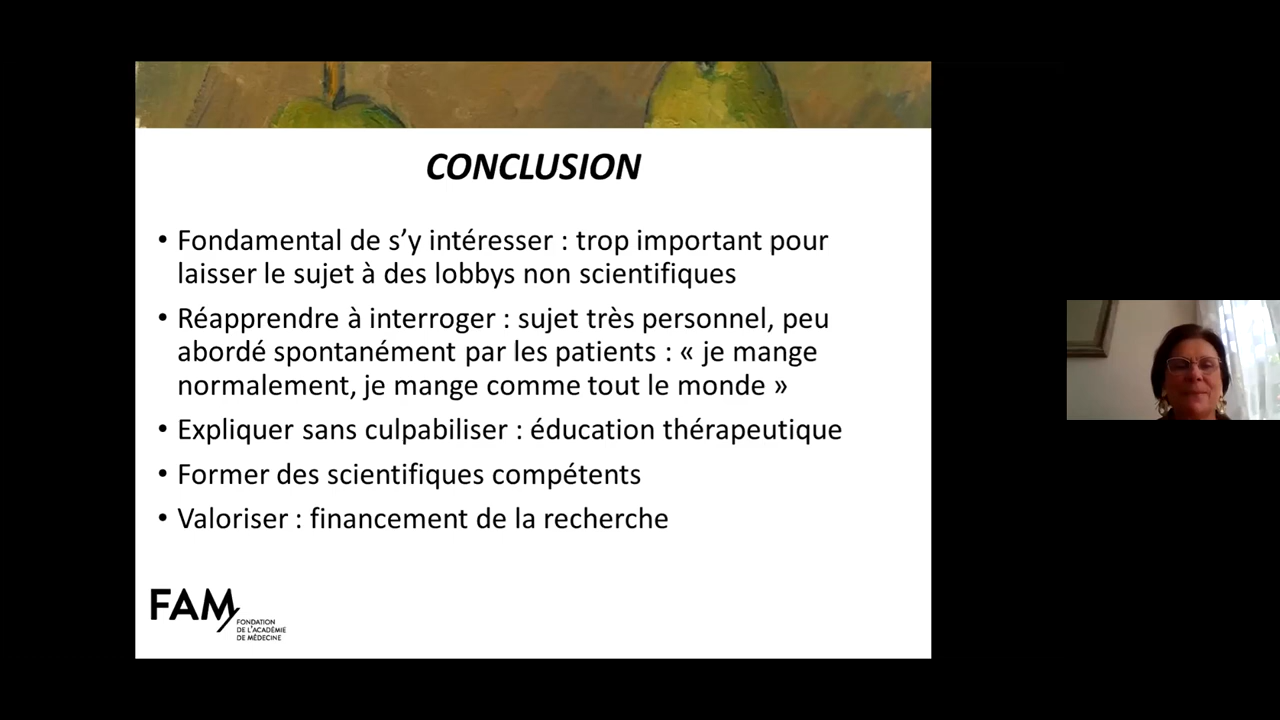 CONCLUSION
• Fondamental de s’y intéresser : trop important pour
laisser le sujet à des lobbys non scientifiques
• Réapprendre à interroger : sujet très personnel, peu
abordé spontanément par les patients : « je mange
normalement, je mange comme tout le monde »
• Expliquer sans culpabiliser : éducation thérapeutique
• Former des scientifiques compétents
• Valoriser : financement de la recherche
FAM
FONDATION
DE L'ACADÉMIE
DE MÉDECINE